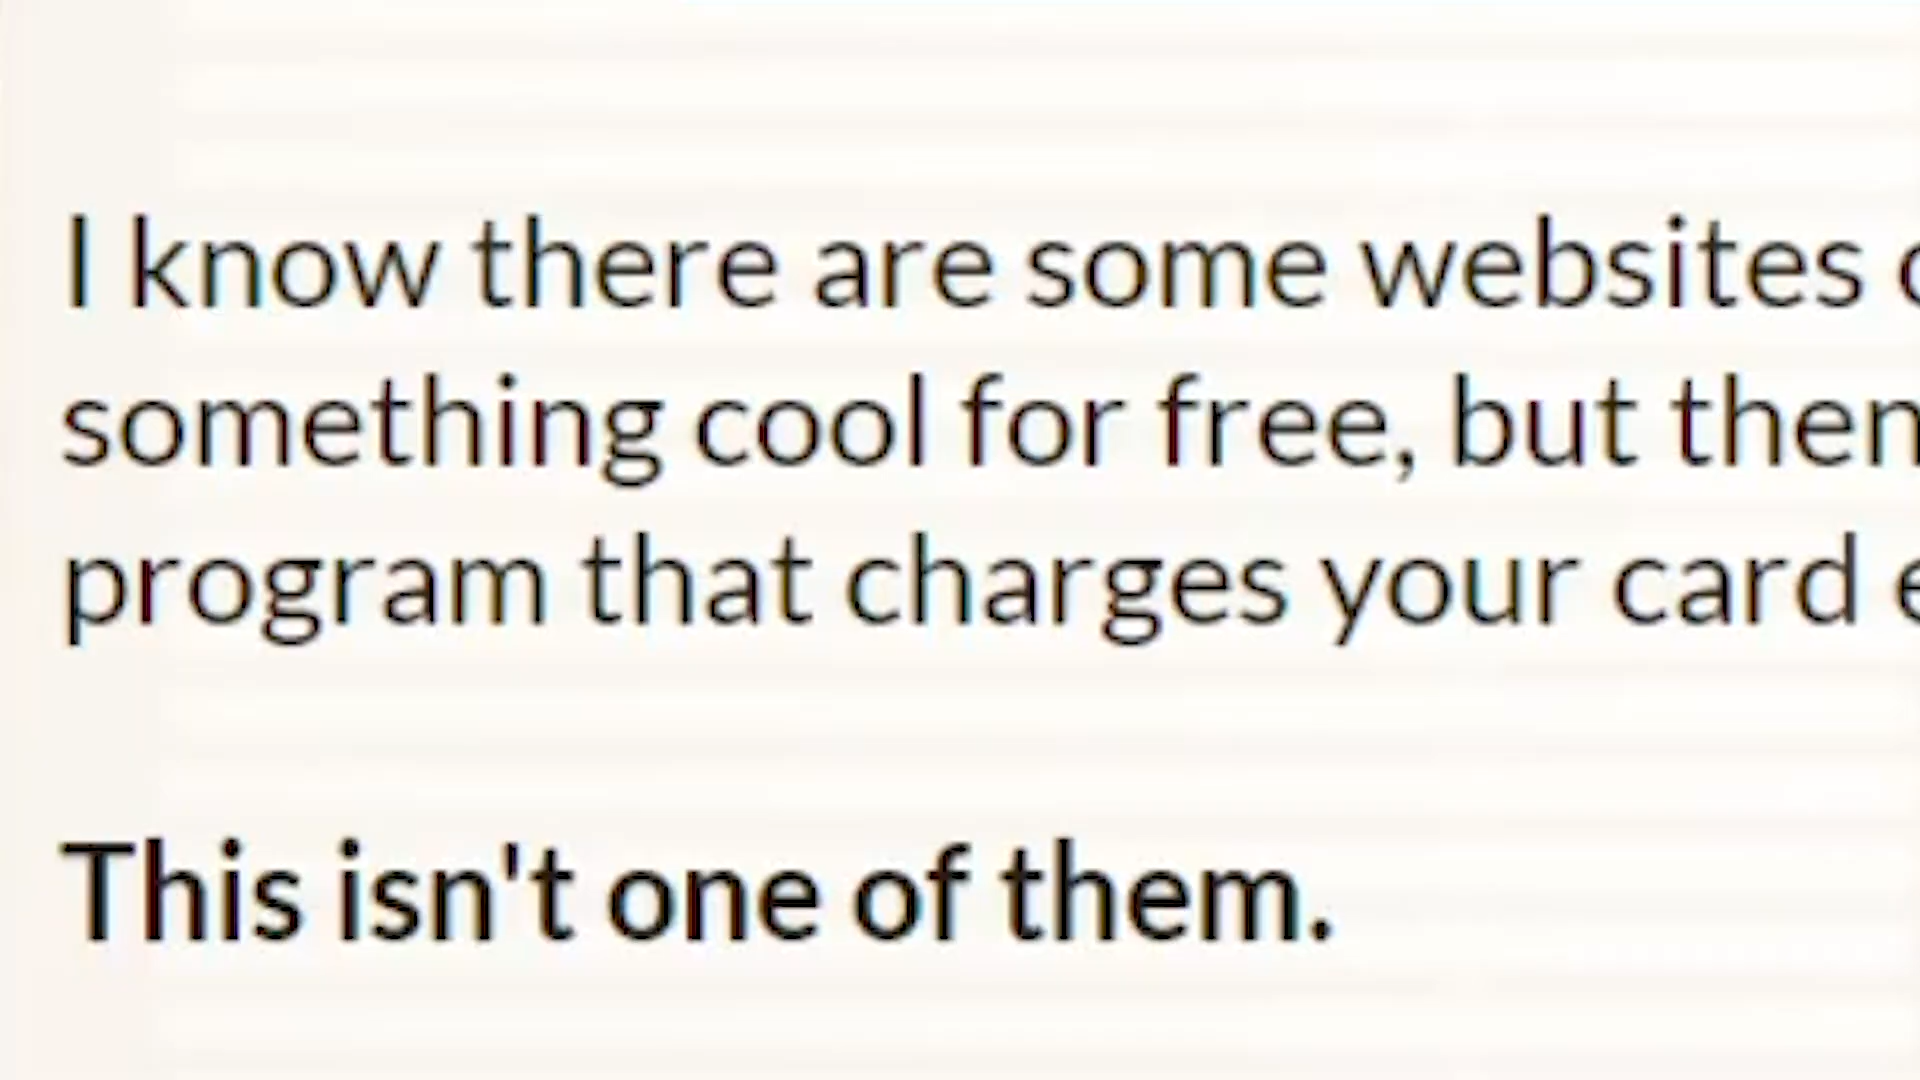 I know there are some websites
something cool for free, but then
program that charges your card
This isn't one of them.